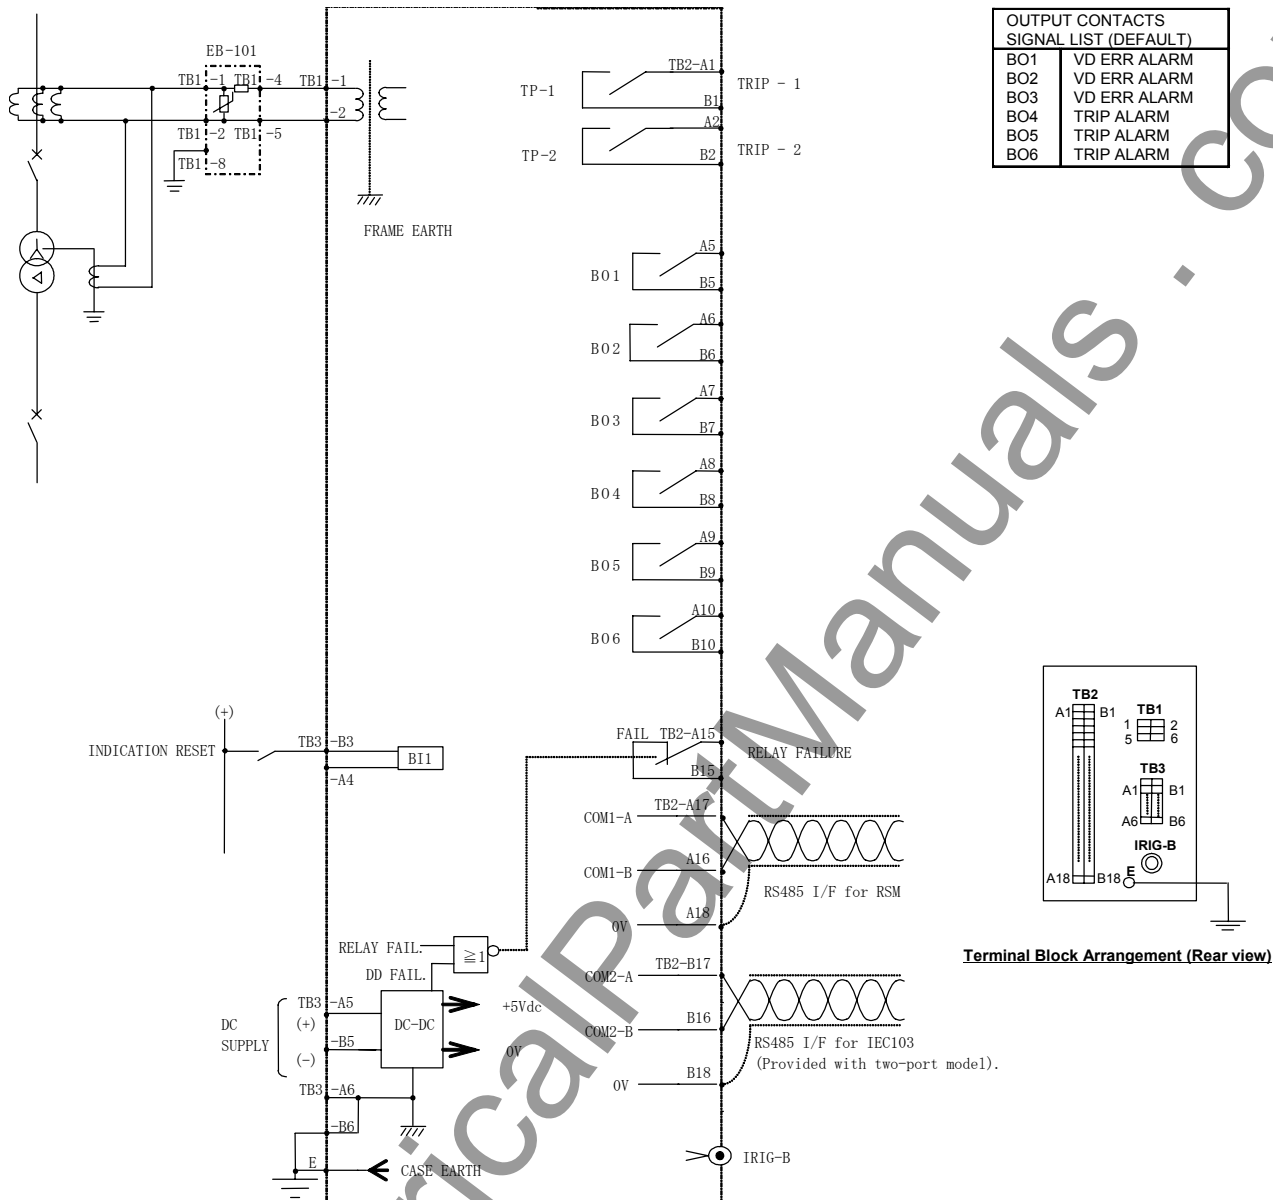 EB-101
TB1 -1 TB1 -4 TB1 -1
-2
TB1 -2 TB1 -5
TB1 -8
FRAME EARTH
TP-1
TB2-A1
B1
TRIP - 1
TP-2
A2
B2
TRIP - 2
BO1
A5
B5
BO2
A6
B6
BO3
A7
B7
BO4
A8
B8
BO5
A9
B9
BO6
A10
B10
OUTPUT CONTACTS
SIGNAL LIST (DEFAULT)
BO1 VD ERR ALARM
BO2 VD ERR ALARM
BO3 VD ERR ALARM
BO4 TRIP ALARM
BO5 TRIP ALARM
BO6 TRIP ALARM
(+)
INDICATION RESET
TB3 -B3
-A4
BI1
FAIL TB2-A15
B15
RELAY FAILURE
COM1-A
TB2-A17
COM1-B
A16
0V
A18
RS485 I/F for RSM
RELAY FAIL.
DD FAIL.
≧1
COM2-A
TB2-B17
COM2-B
B16
0V
B18
RS485 I/F for IEC103
(Provided with two-port model).
DC
SUPPLY
TB3 -A5
(+)
-B5
(-)
DC-DC
+5Vdc
0V
TB3 -A6
-B6
E
CASE EARTH
IRIG-B
TB2
A1 B1
TB1
1 2
5 6
TB3
A1 B1
A6 B6
IRIG-B
A18 B18 E
Terminal Block Arrangement (Rear view)
ricalPartManuals . co